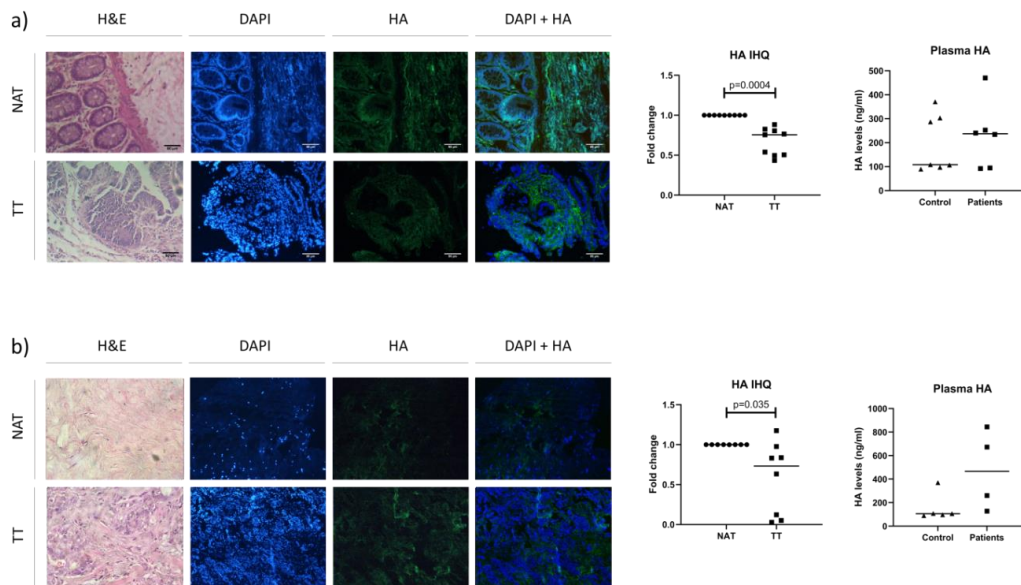 a)
H&E DAPI HA DAPI + HA
NAT
TT
HA IHQ
p=0.0004
1.5
1.0
0.5
0.0
Fold change
NAT TT
Plasma HA
500
400
300
200
100
0
HA levels (ng/ml)
Control Patients
b)
H&E DAPI HA DAPI + HA
NAT
TT
HA IHQ
p=0.035
1.5
1.0
0.5
0.0
Fold change
NAT TT
Plasma HA
1000
800
600
400
200
0
HA levels (ng/ml)
Control Patients